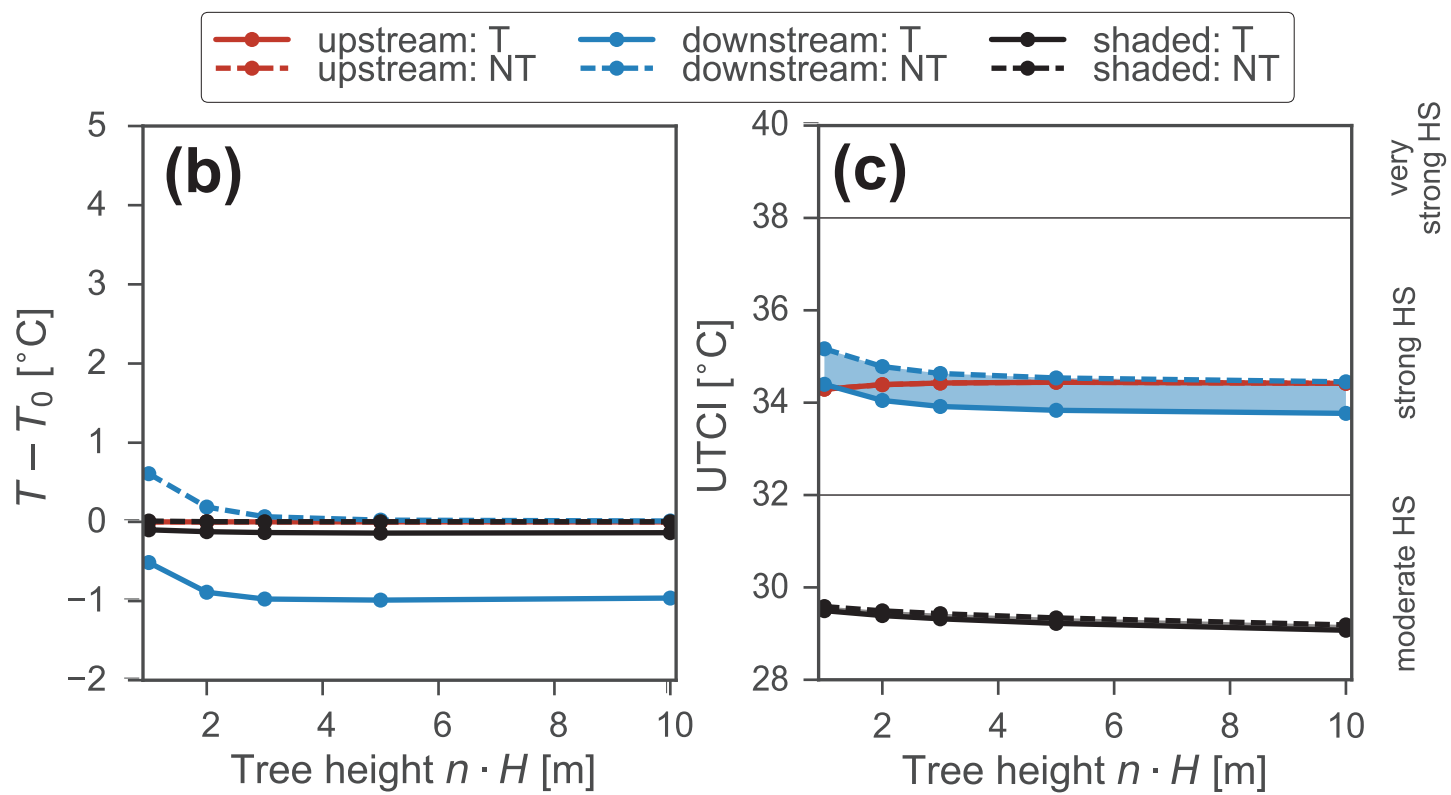 upstream: T downstream: T shaded: T
upstream: NT downstream: NT shaded: NT
(b)
5
4
3
2
1
0
−1
−2
T − T0 [°C]
2 4 6 8 10
Tree height n · H [m]
(c)
40
38
36
34
32
30
28
UTCI [°C]
2 4 6 8 10
Tree height n · H [m]
very
strong HS
strong HS
moderate HS